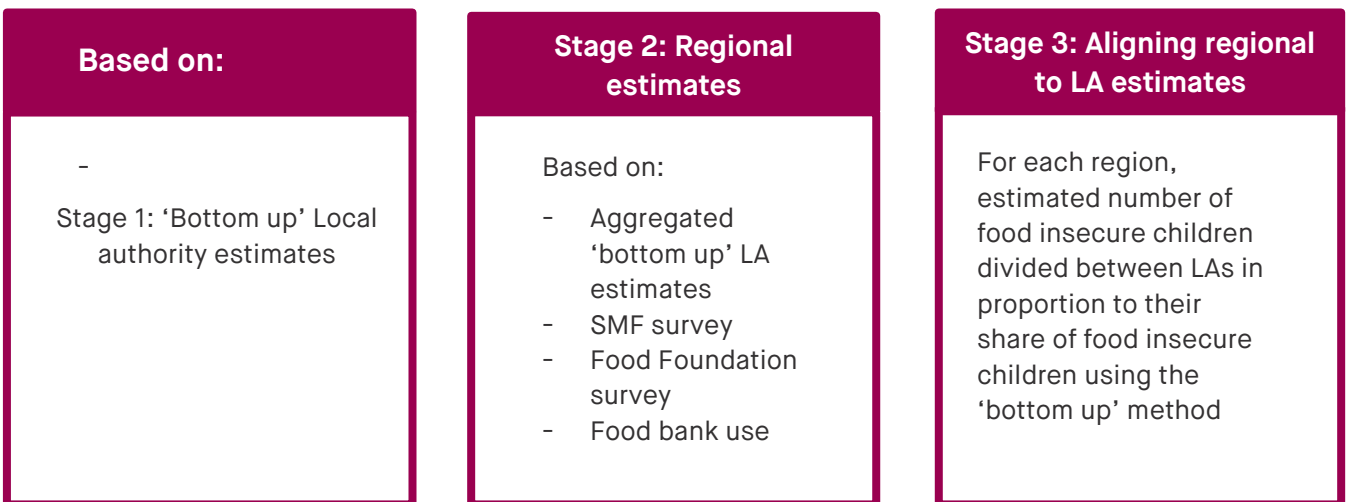 Based on:
-
Stage 1: ‘Bottom up’ Local
authority estimates
Stage 2: Regional
estimates
Based on:
- Aggregated
‘bottom up’ LA
estimates
- SMF survey
- Food Foundation
survey
- Food bank use
Stage 3: Aligning regional
to LA estimates
For each region,
estimated number of
food insecure children
divided between LAs in
proportion to their
share of food insecure
children using the
‘bottom up’ method